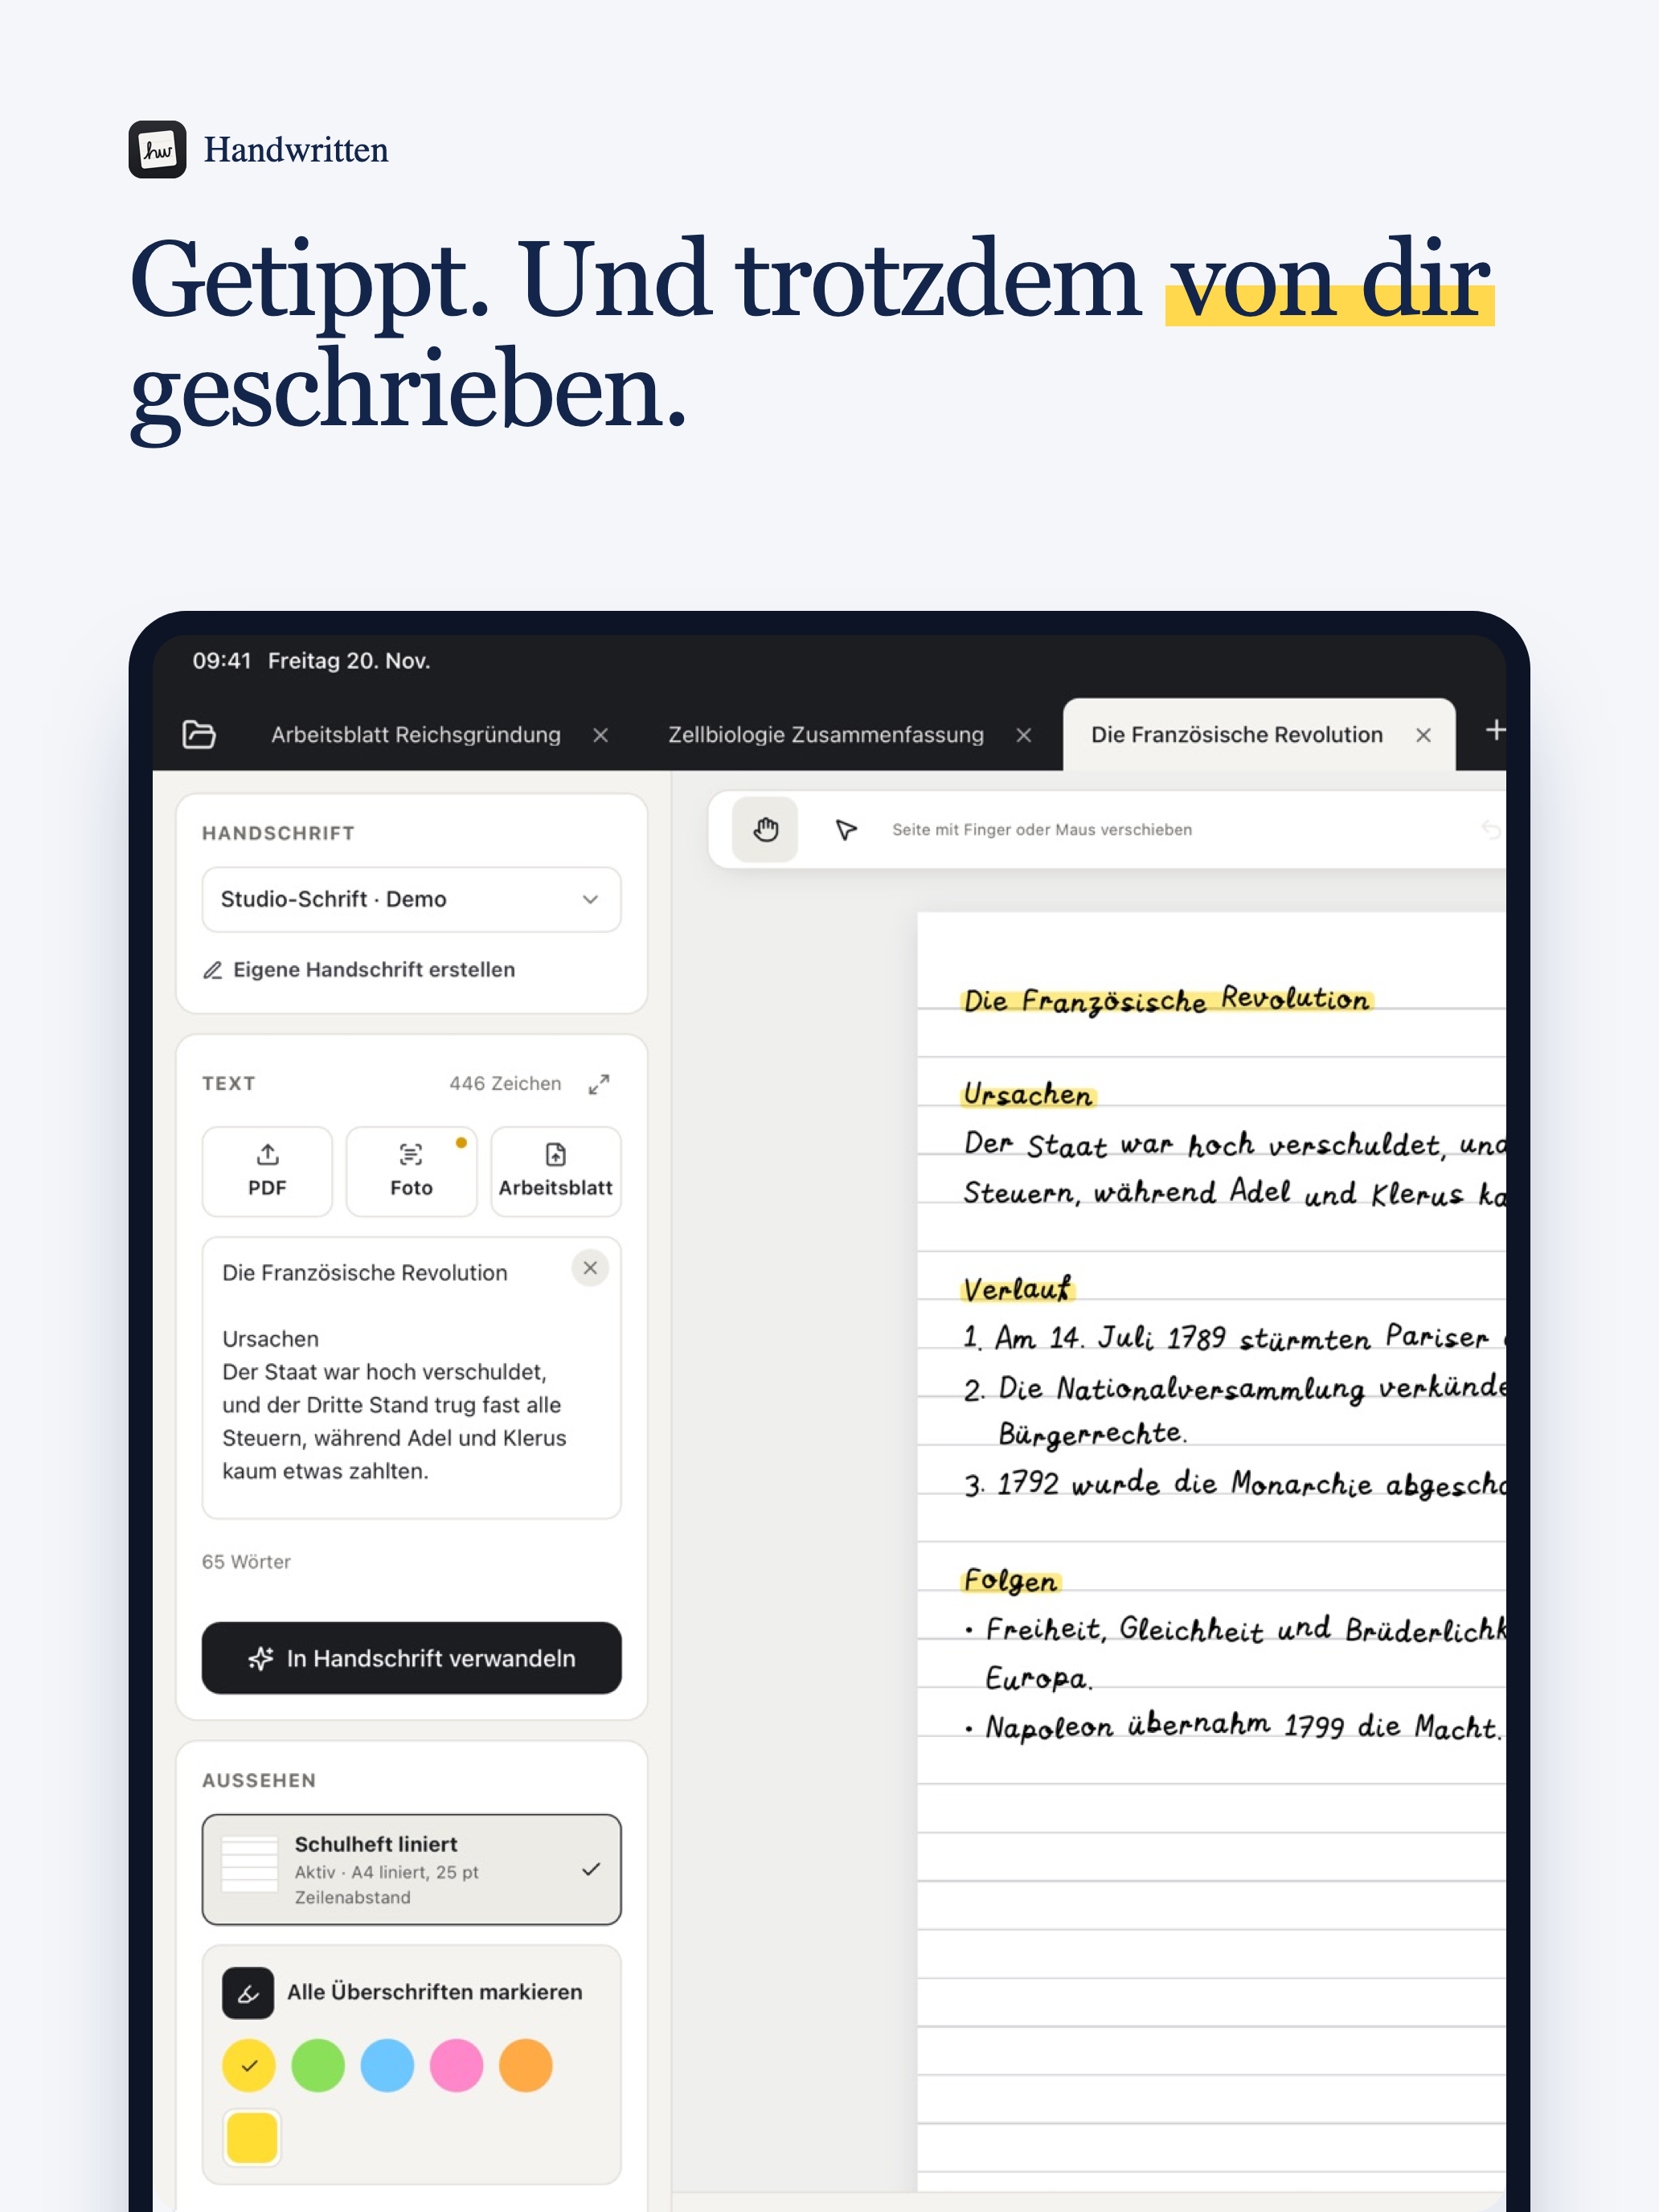 hw
Handwritten
Getippt. Und trotzdem von dir
geschrieben.
09:41 Freitag 20. Nov.
Arbeitsblatt Reichsgründung
Zellbiologie Zusammenfassung
Die Französische Revolution
HANDSCHRIFT
Studio-Schrift · Demo
Eigene Handschrift erstellen
TEXT 446 Zeichen
PDF
Foto
Arbeitsblatt
Die Französische Revolution
Ursachen
Der Staat war hoch verschuldet,
und der Dritte Stand trug fast alle
Steuern, während Adel und Klerus
kaum etwas zahlten.
65 Wörter
In Handschrift verwandeln
AUSSEHEN
Schulheft liniert
Aktiv · A4 liniert, 25 pt
Zeilenabstand
Alle Überschriften markieren
Seite mit Finger oder Maus verschieben
Die Französische Revolution
Ursachen
Der Staat war hoch verschuldet, und
Steuern, während Adel und Klerus ka
Verlauf
1. Am 14. Juli 1789 stürmten Pariser
2. Die Nationalversammlung verkünde
Bürgerrechte.
3. 1792 wurde die Monarchie abgescha
Folgen
• Freiheit, Gleichheit und Brüderlichk
Europa.
• Napoleon übernahm 1799 die Macht.